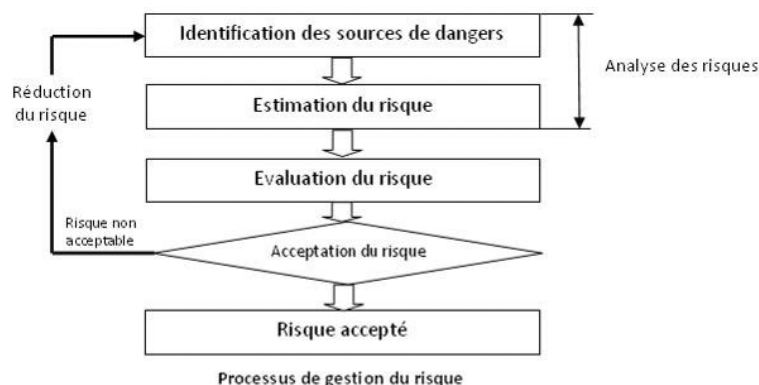 Identification des sources de dangers
Analyse des risques
Réduction
du risque
Estimation du risque
Evaluation du risque
Risque non
acceptable
Acceptation du risque
Risque accepté
Processus de gestion du risque